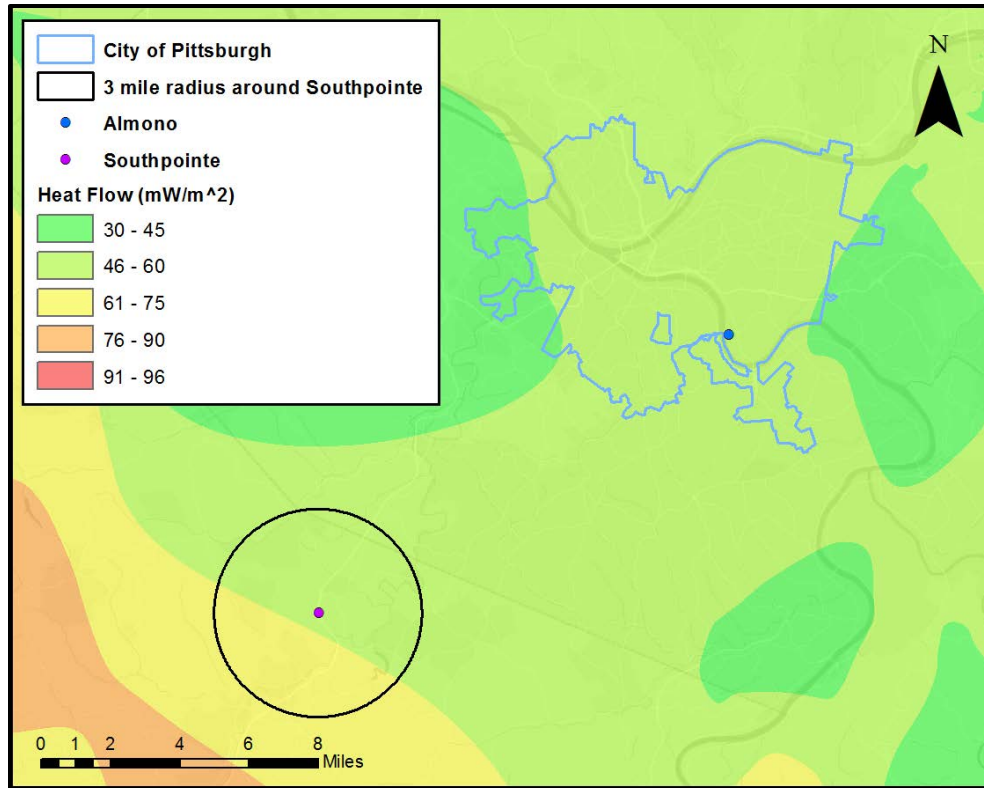 City of Pittsburgh
3 mile radius around Southpointe
Almono
Southpointe
Heat Flow (mW/m^2)
30 - 45
46 - 60
61 - 75
76 - 90
91 - 96
N
0 1 2 4 6 8
Miles